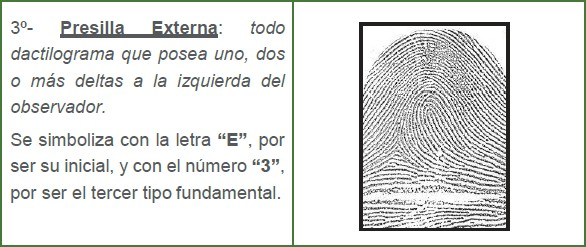 3º- Presilla Externa: todo
dactilograma que posea uno, dos
o más deltas a la izquierda del
observador.
Se simboliza con la letra “E”, por
ser su inicial, y con el número “3”,
por ser el tercer tipo fundamental.